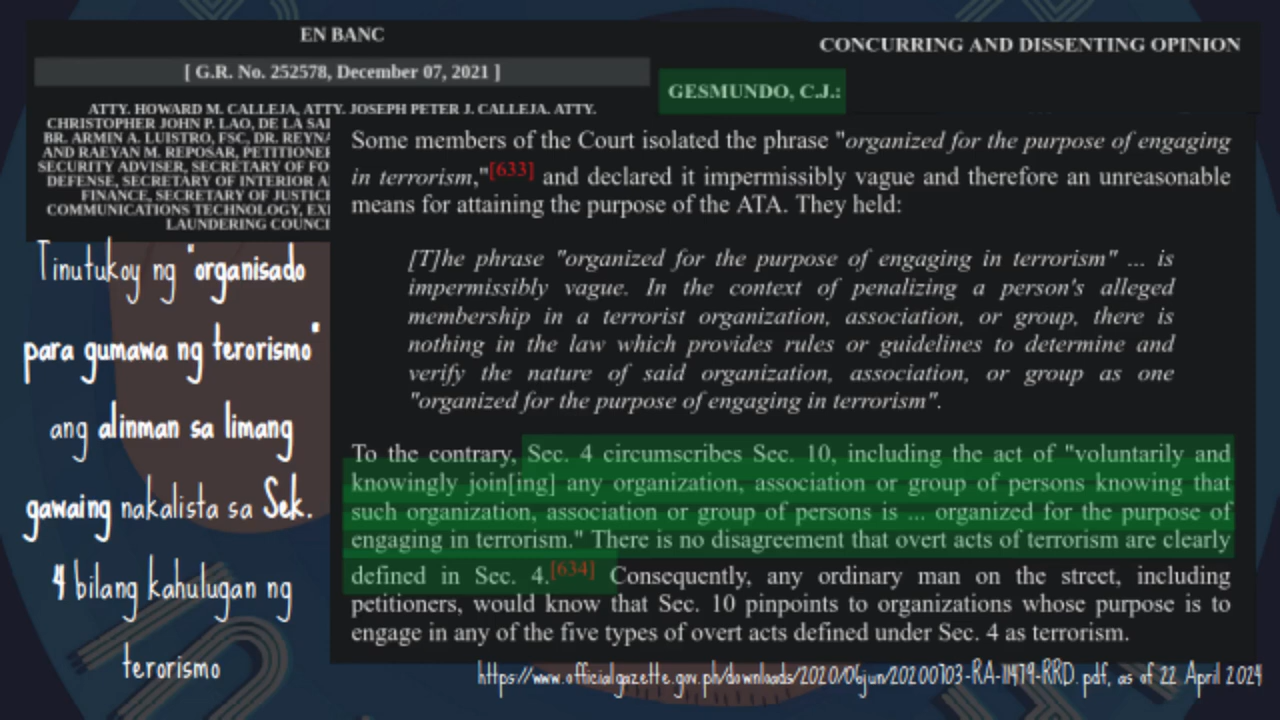 EN BANC
[ G.R. No. 252578, December 07, 2021 ]
ATTY. HOWARD M. CALLEJA, ATTY. JOSEPH PETER J. CALLEJA, ATTY.
CHRISTOPHER JOHN P. LAO, DE LA SAL
BR. ARMIN A. LUISTRO, FSC, DR. REYNA
AND RAEYAN M. REPOSAR, PETITIONER
SECURITY ADVISER, SECRETARY OF FO
DEFENSE, SECRETARY OF INTERIOR A
FINANCE, SECRETARY OF JUSTIC
COMMUNICATIONS TECHNOLOGY, EX
LAUNDERING COUNCI
Tinutukoy ng "organisado
para gumawa ng terorismo"
ang alinman sa limang
gawaing nakalista sa Sek.
4 bilang kahulugan ng
terorismo
CONCURRING AND DISSENTING OPINION
GESMUNDO, C.J.:
Some members of the Court isolated the phrase "organized for the purpose of engaging
in terrorism,"[633] and declared it impermissibly vague and therefore an unreasonable
means for attaining the purpose of the ATA. They held:
[T]he phrase "organized for the purpose of engaging in terrorism" ... is
impermissibly vague. In the context of penalizing a person's alleged
membership in a terrorist organization, association, or group, there is
nothing in the law which provides rules or guidelines to determine and
verify the nature of said organization, association, or group as one
"organized for the purpose of engaging in terrorism".
To the contrary, Sec. 4 circumscribes Sec. 10, including the act of "voluntarily and
knowingly join[ing] any organization, association or group of persons knowing that
such organization, association or group of persons is ... organized for the purpose of
engaging in terrorism." There is no disagreement that overt acts of terrorism are clearly
defined in Sec. 4.[634] Consequently, any ordinary man on the street, including
petitioners, would know that Sec. 10 pinpoints to organizations whose purpose is to
engage in any of the five types of overt acts defined under Sec. 4 as terrorism.
https://www.officialgazette.gov.ph/downloads/2020/06jun/20200703-RA-11479-RRD.pdf, as of 22 April 2024